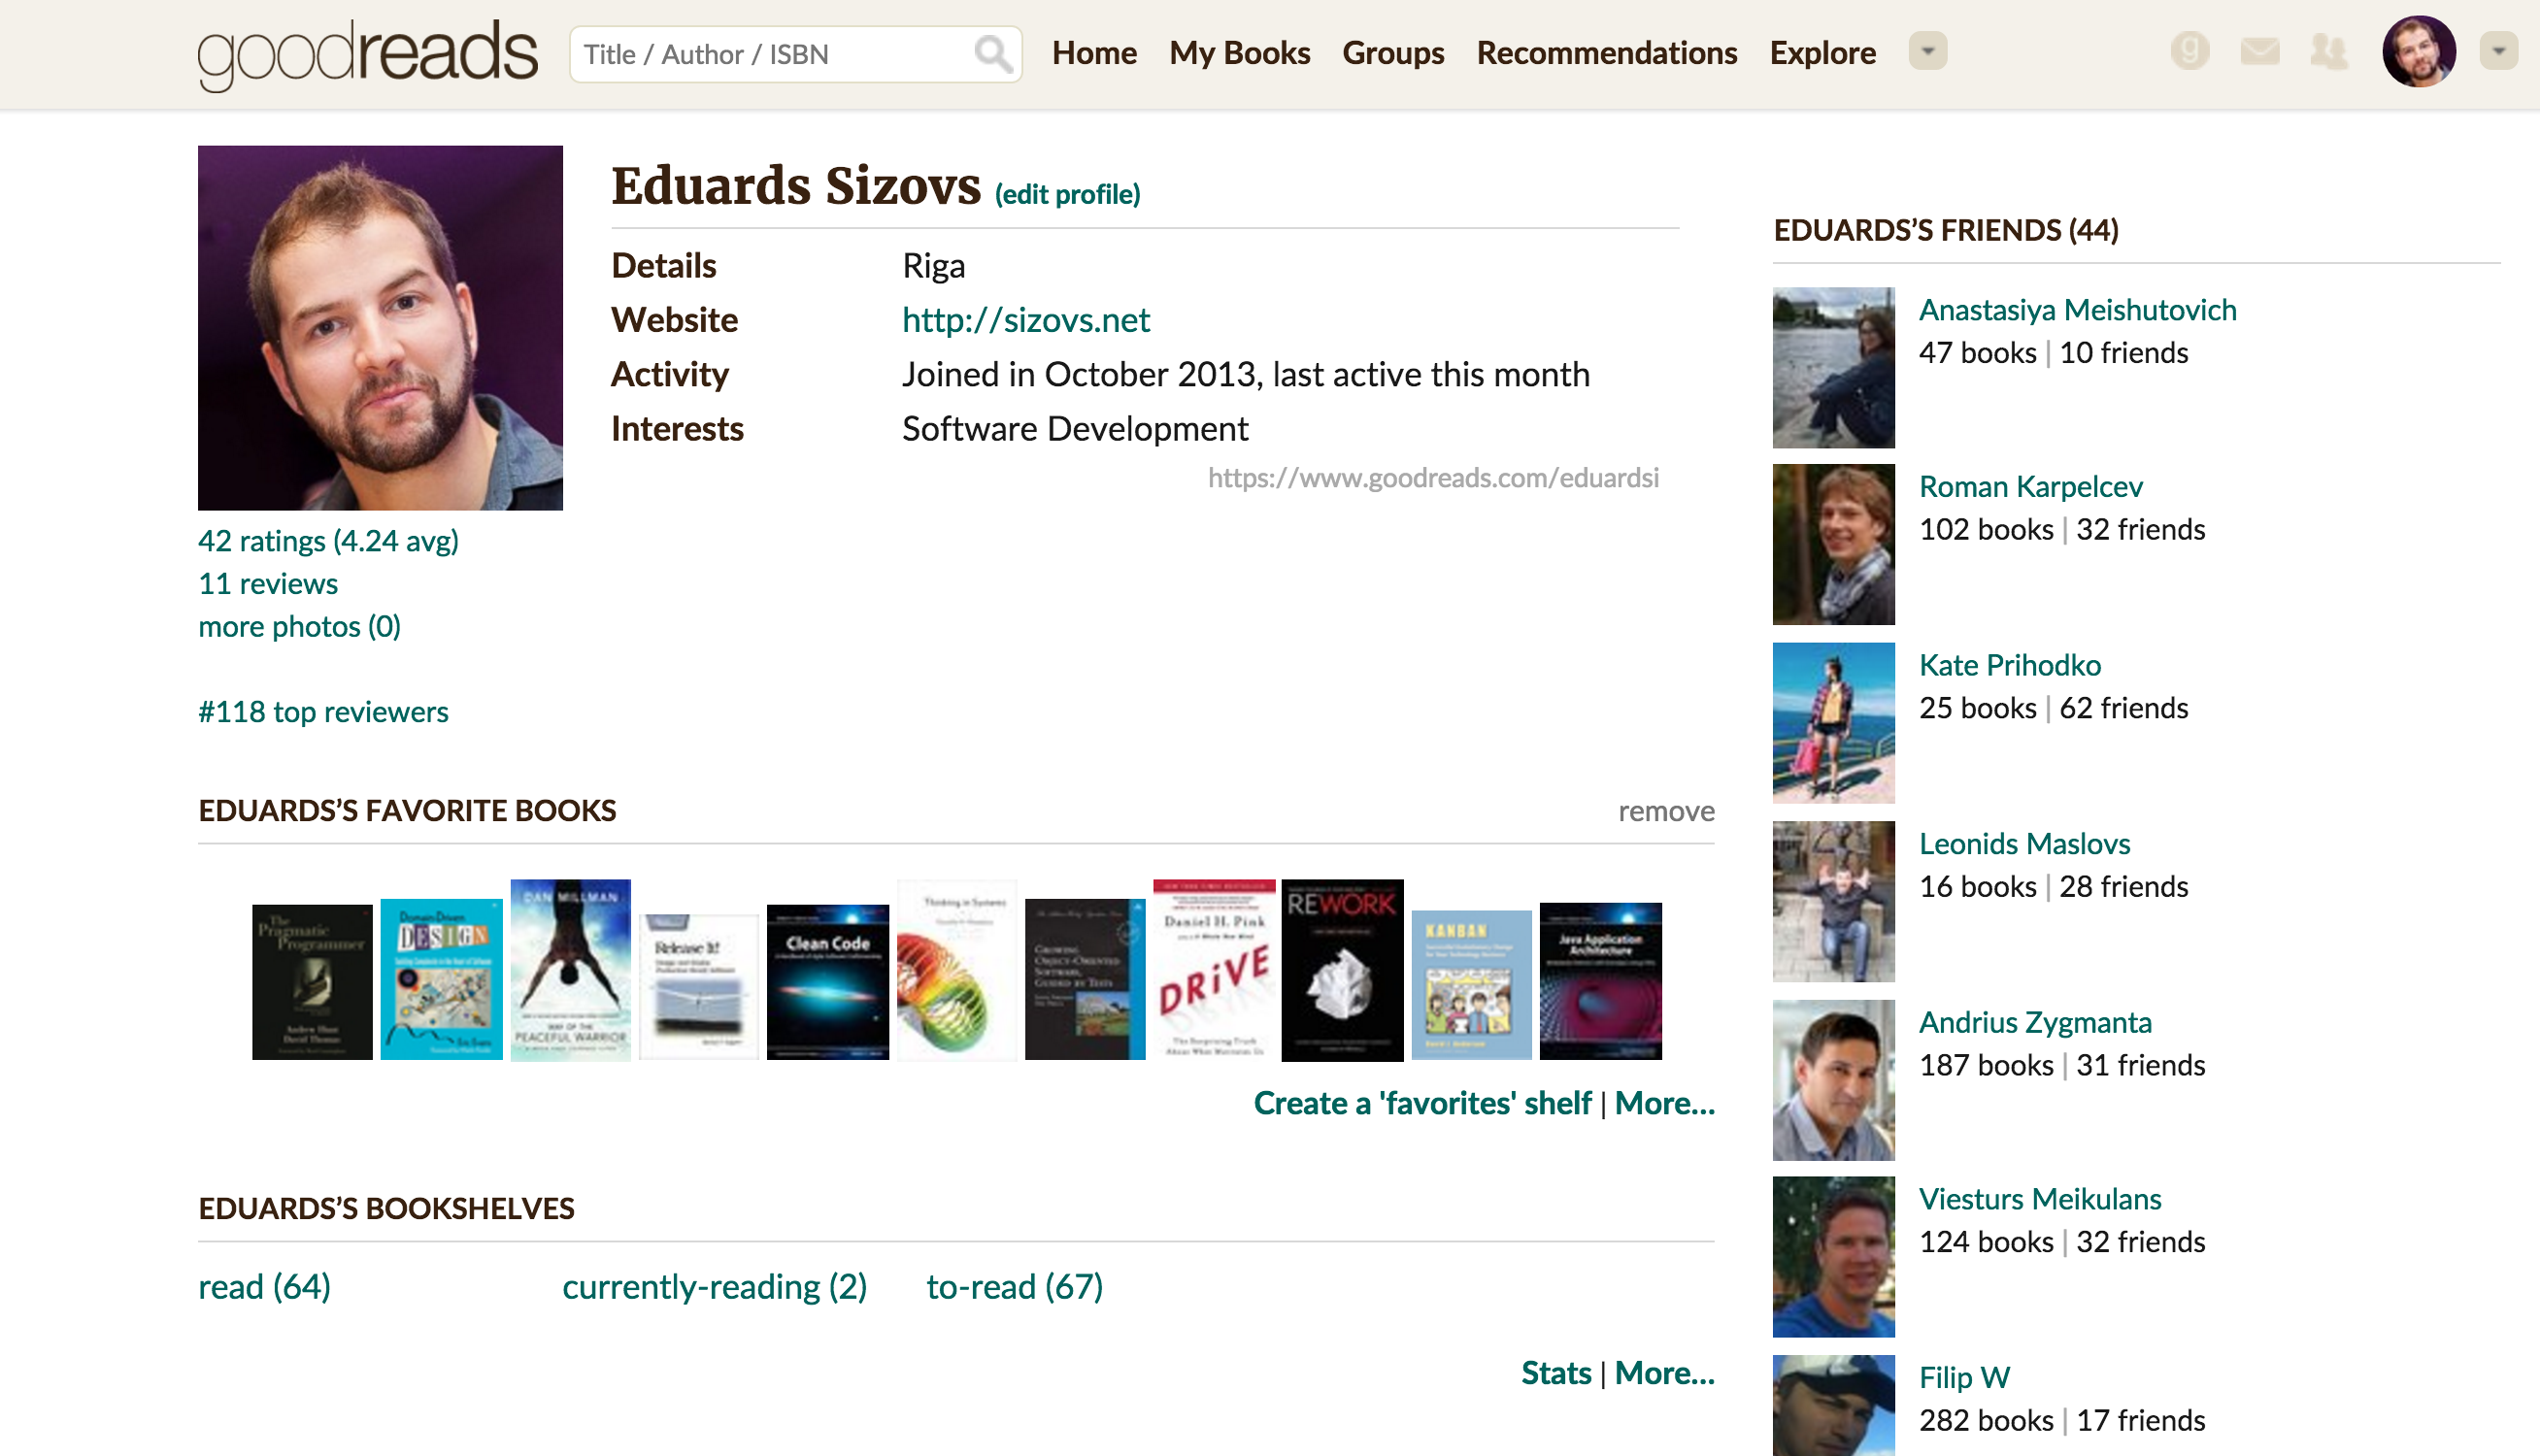 goodreads
Title / Author / ISBN
Home My Books Groups Recommendations Explore
Eduards Sizovs (edit profile)
Details Riga
Website http://sizovs.net
Activity Joined in October 2013, last active this month
Interests Software Development
https://www.goodreads.com/eduardsi
42 ratings (4.24 avg)
11 reviews
more photos (0)
#118 top reviewers
EDUARDS’S FAVORITE BOOKS remove
The
Pragmatic
Programmer
Andrew Hunt
David Thomas
Domain-Driven
DESIGN
Eric Evans
DAN MILLMAN
WAY OF THE
PEACEFUL WARRIOR
Release It!
Clean Code
Thinking in Systems
GROWING
OBJECT-ORIENTED
SOFTWARE,
GUIDED BY TESTS
Daniel H. Pink
DRiVE
The Surprising Truth
About What Motivates Us
REWORK
KANBAN
Java Application
Architecture
Create a 'favorites' shelf | More...
EDUARDS’S BOOKSHELVES
read (64) currently-reading (2) to-read (67)
Stats | More...
EDUARDS’S FRIENDS (44)
Anastasiya Meishutovich
47 books | 10 friends
Roman Karpelcev
102 books | 32 friends
Kate Prihodko
25 books | 62 friends
Leonids Maslovs
16 books | 28 friends
Andrius Zygmanta
187 books | 31 friends
Viesturs Meikulans
124 books | 32 friends
Filip W
282 books | 17 friends